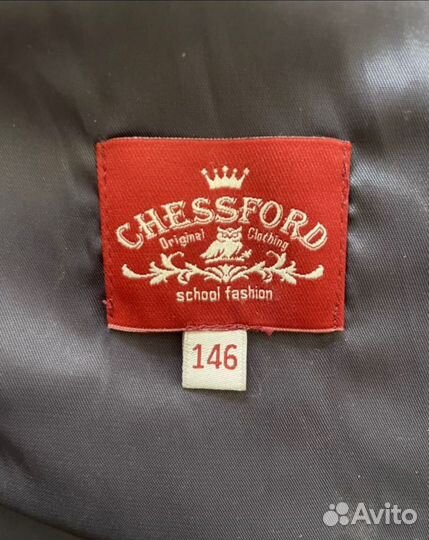 CHESSFORD
Original Clothing
school fashion
146
Avito